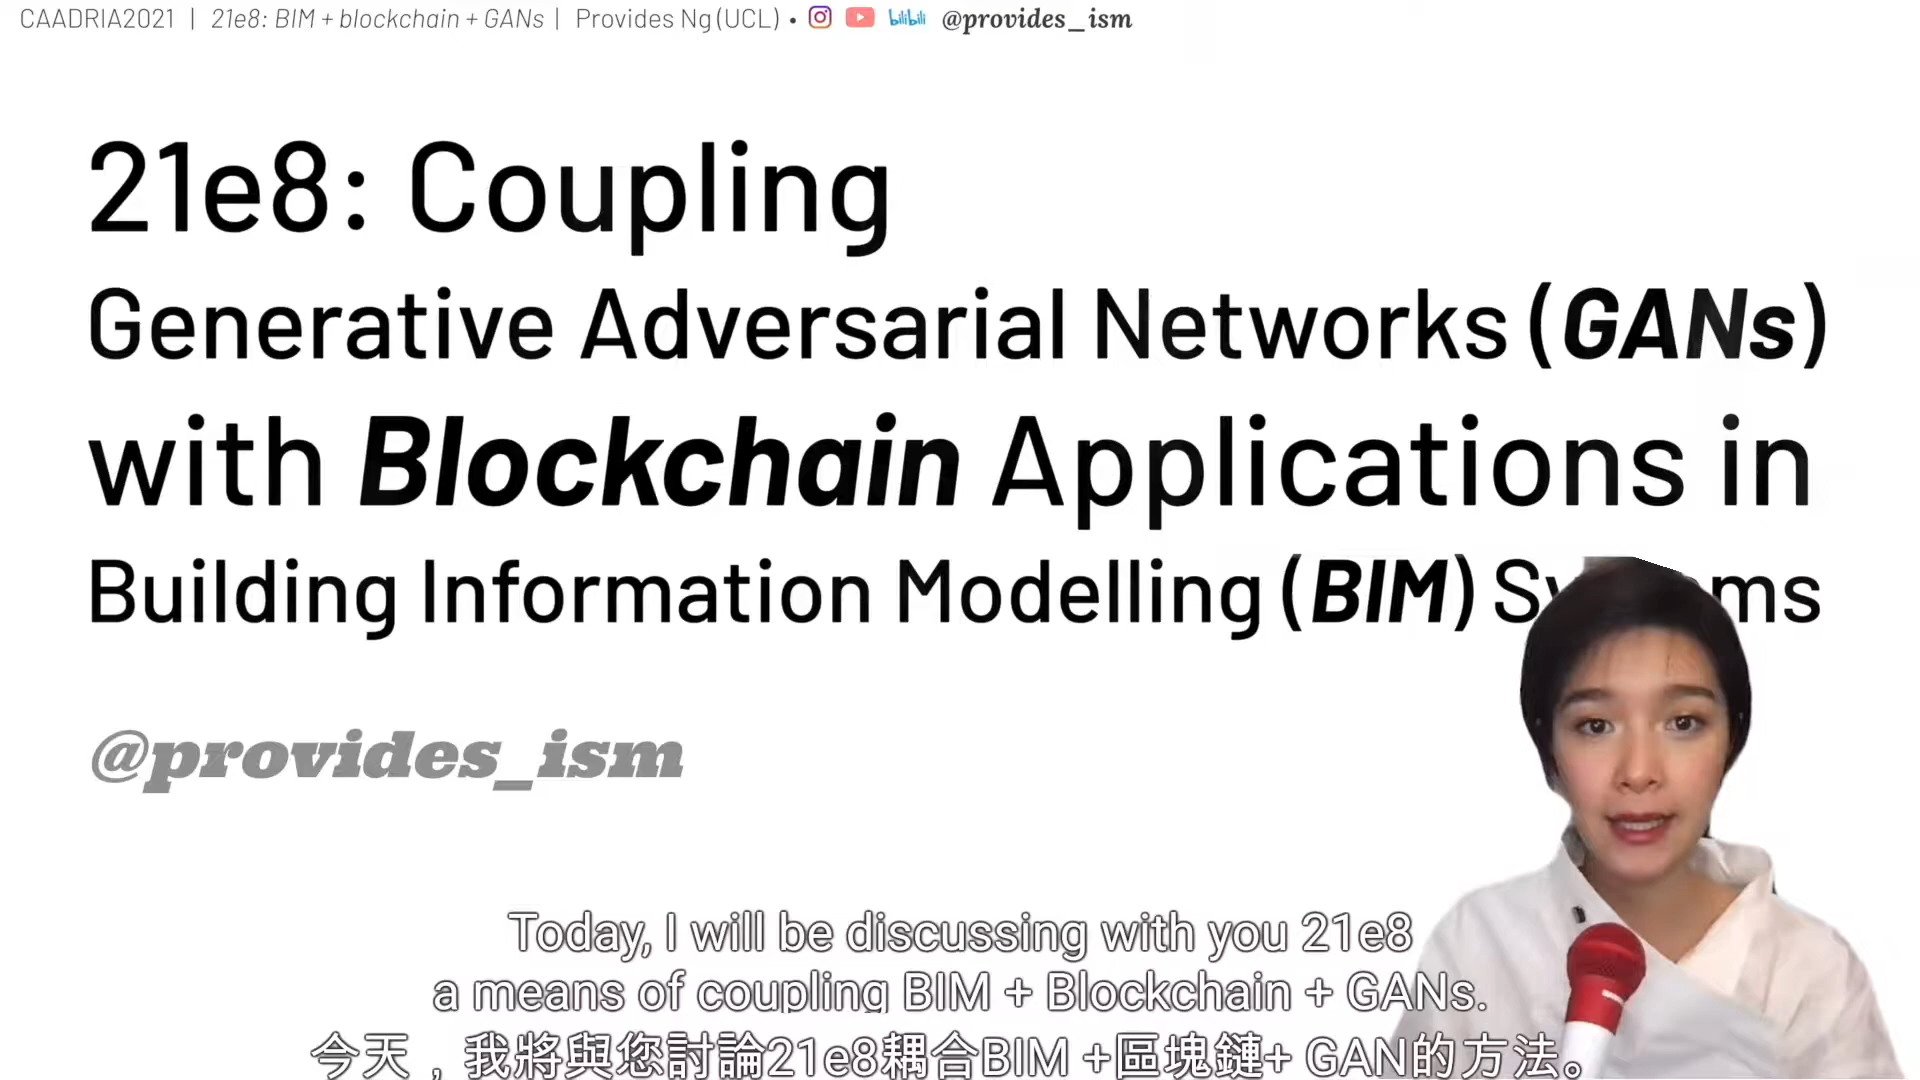 CAADRIA2021 | 21e8: BIM + blockchain + GANs | Provides Ng (UCL) • bilibili @provides_ism
21e8: Coupling
Generative Adversarial Networks (GANs)
with Blockchain Applications in
Building Information Modelling (BIM)
@provides_ism
Today, I will be discussing with you 21e8
a means of coupling BIM + Blockchain + GANs.
今天，我將與您討論21e8耦合BIM +區塊鏈+ GAN的方法。